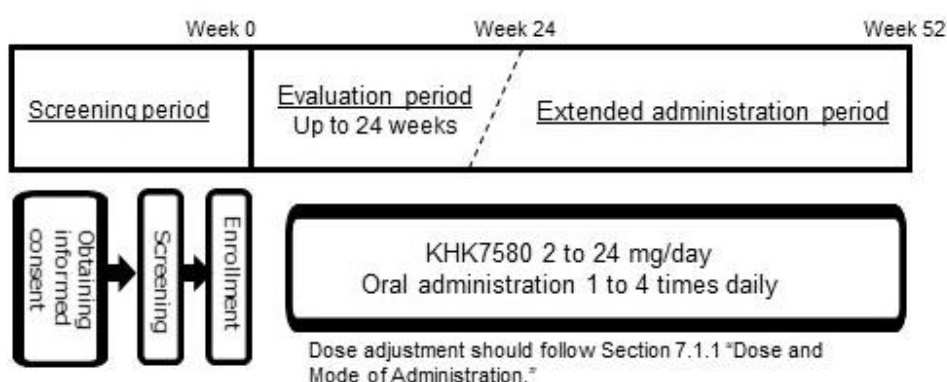 Week 0 Week 24 Week 52
Screening period
Evaluation period
Up to 24 weeks
Extended administration period
Obtaining
informed
consent
Screening
Enrollment
KHK7580 2 to 24 mg/day
Oral administration 1 to 4 times daily
Dose adjustment should follow Section 7.1.1 “Dose and
Mode of Administration.”